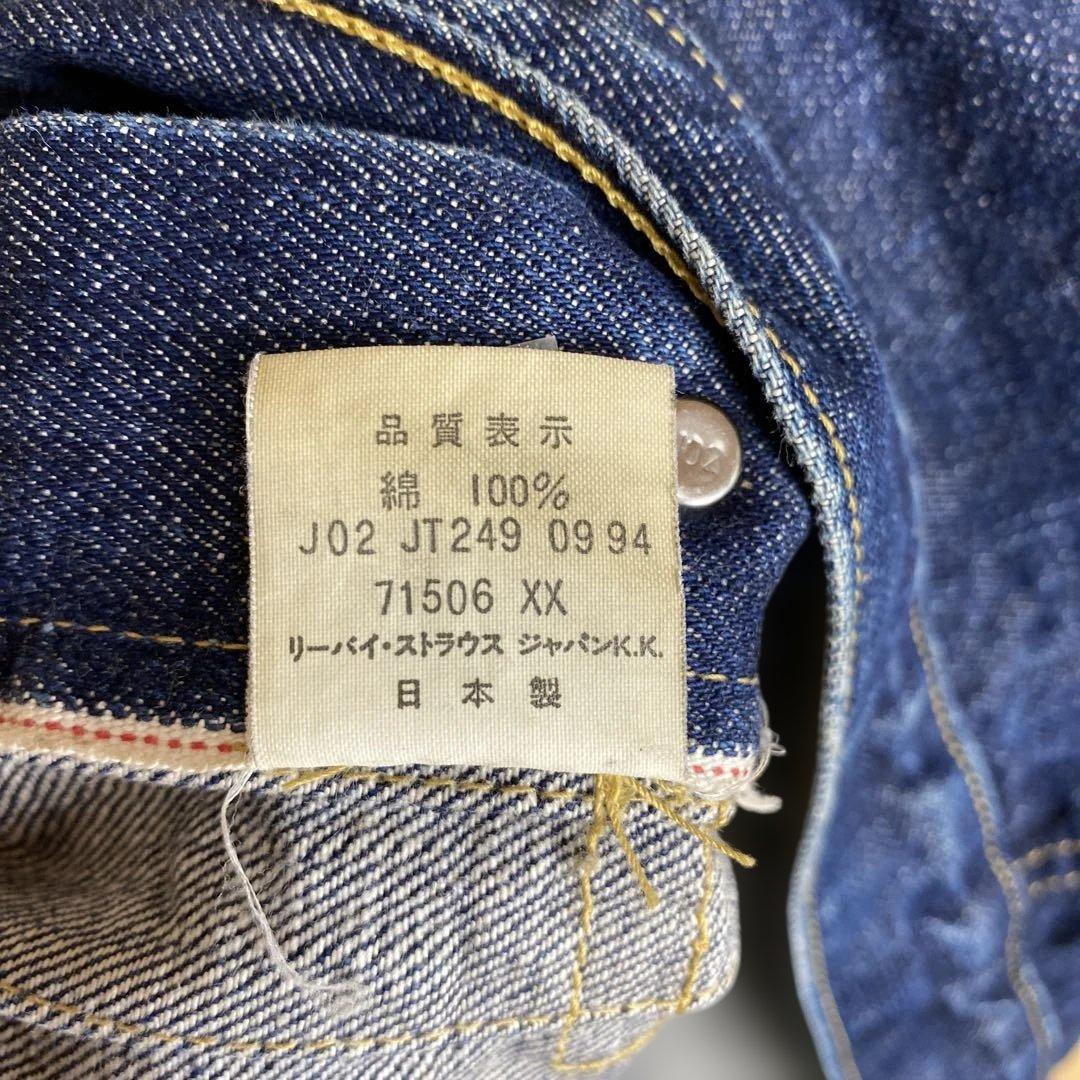 品質表示
綿 100%
J02 JT249 09 94
71506 XX
リーバイ・ストラウス ジャパンK.K.
日本製
J02